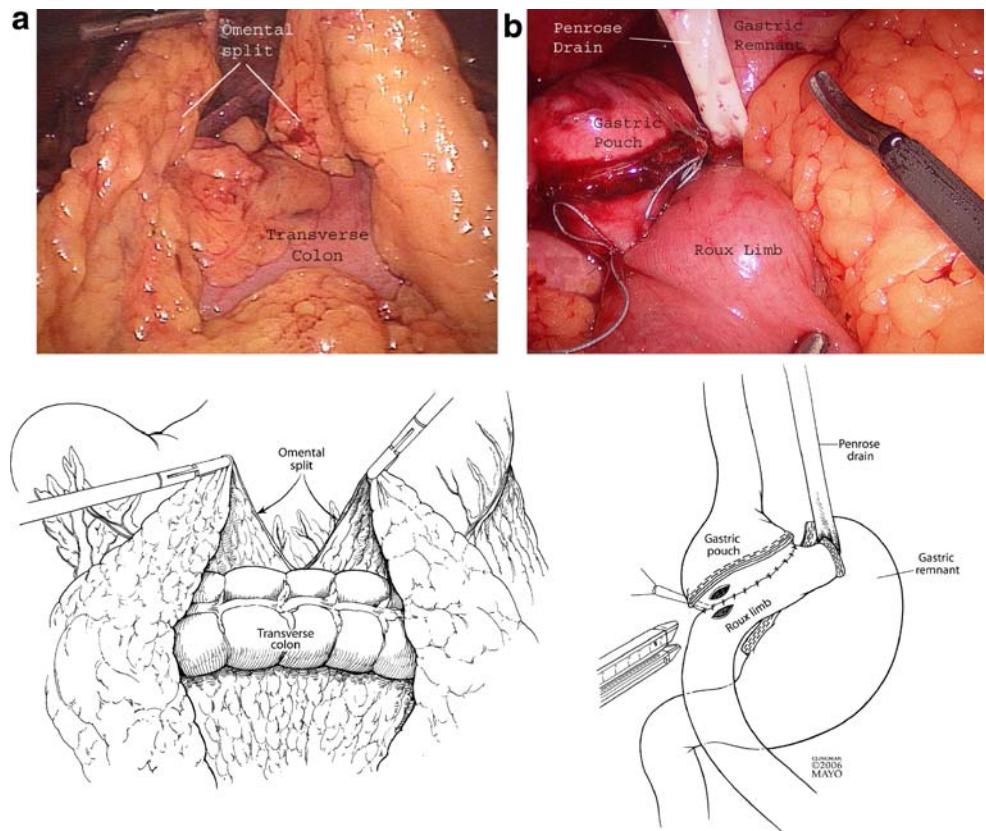 a
Omental
split
Transverse
Colon
b
Penrose
Drain
Gastric
Remnant
Gastric
Pouch
Roux Limb
Omental
split
Transverse
colon
Penrose
drain
Gastric
pouch
Gastric
remnant
Roux limb
©2006
MAYO